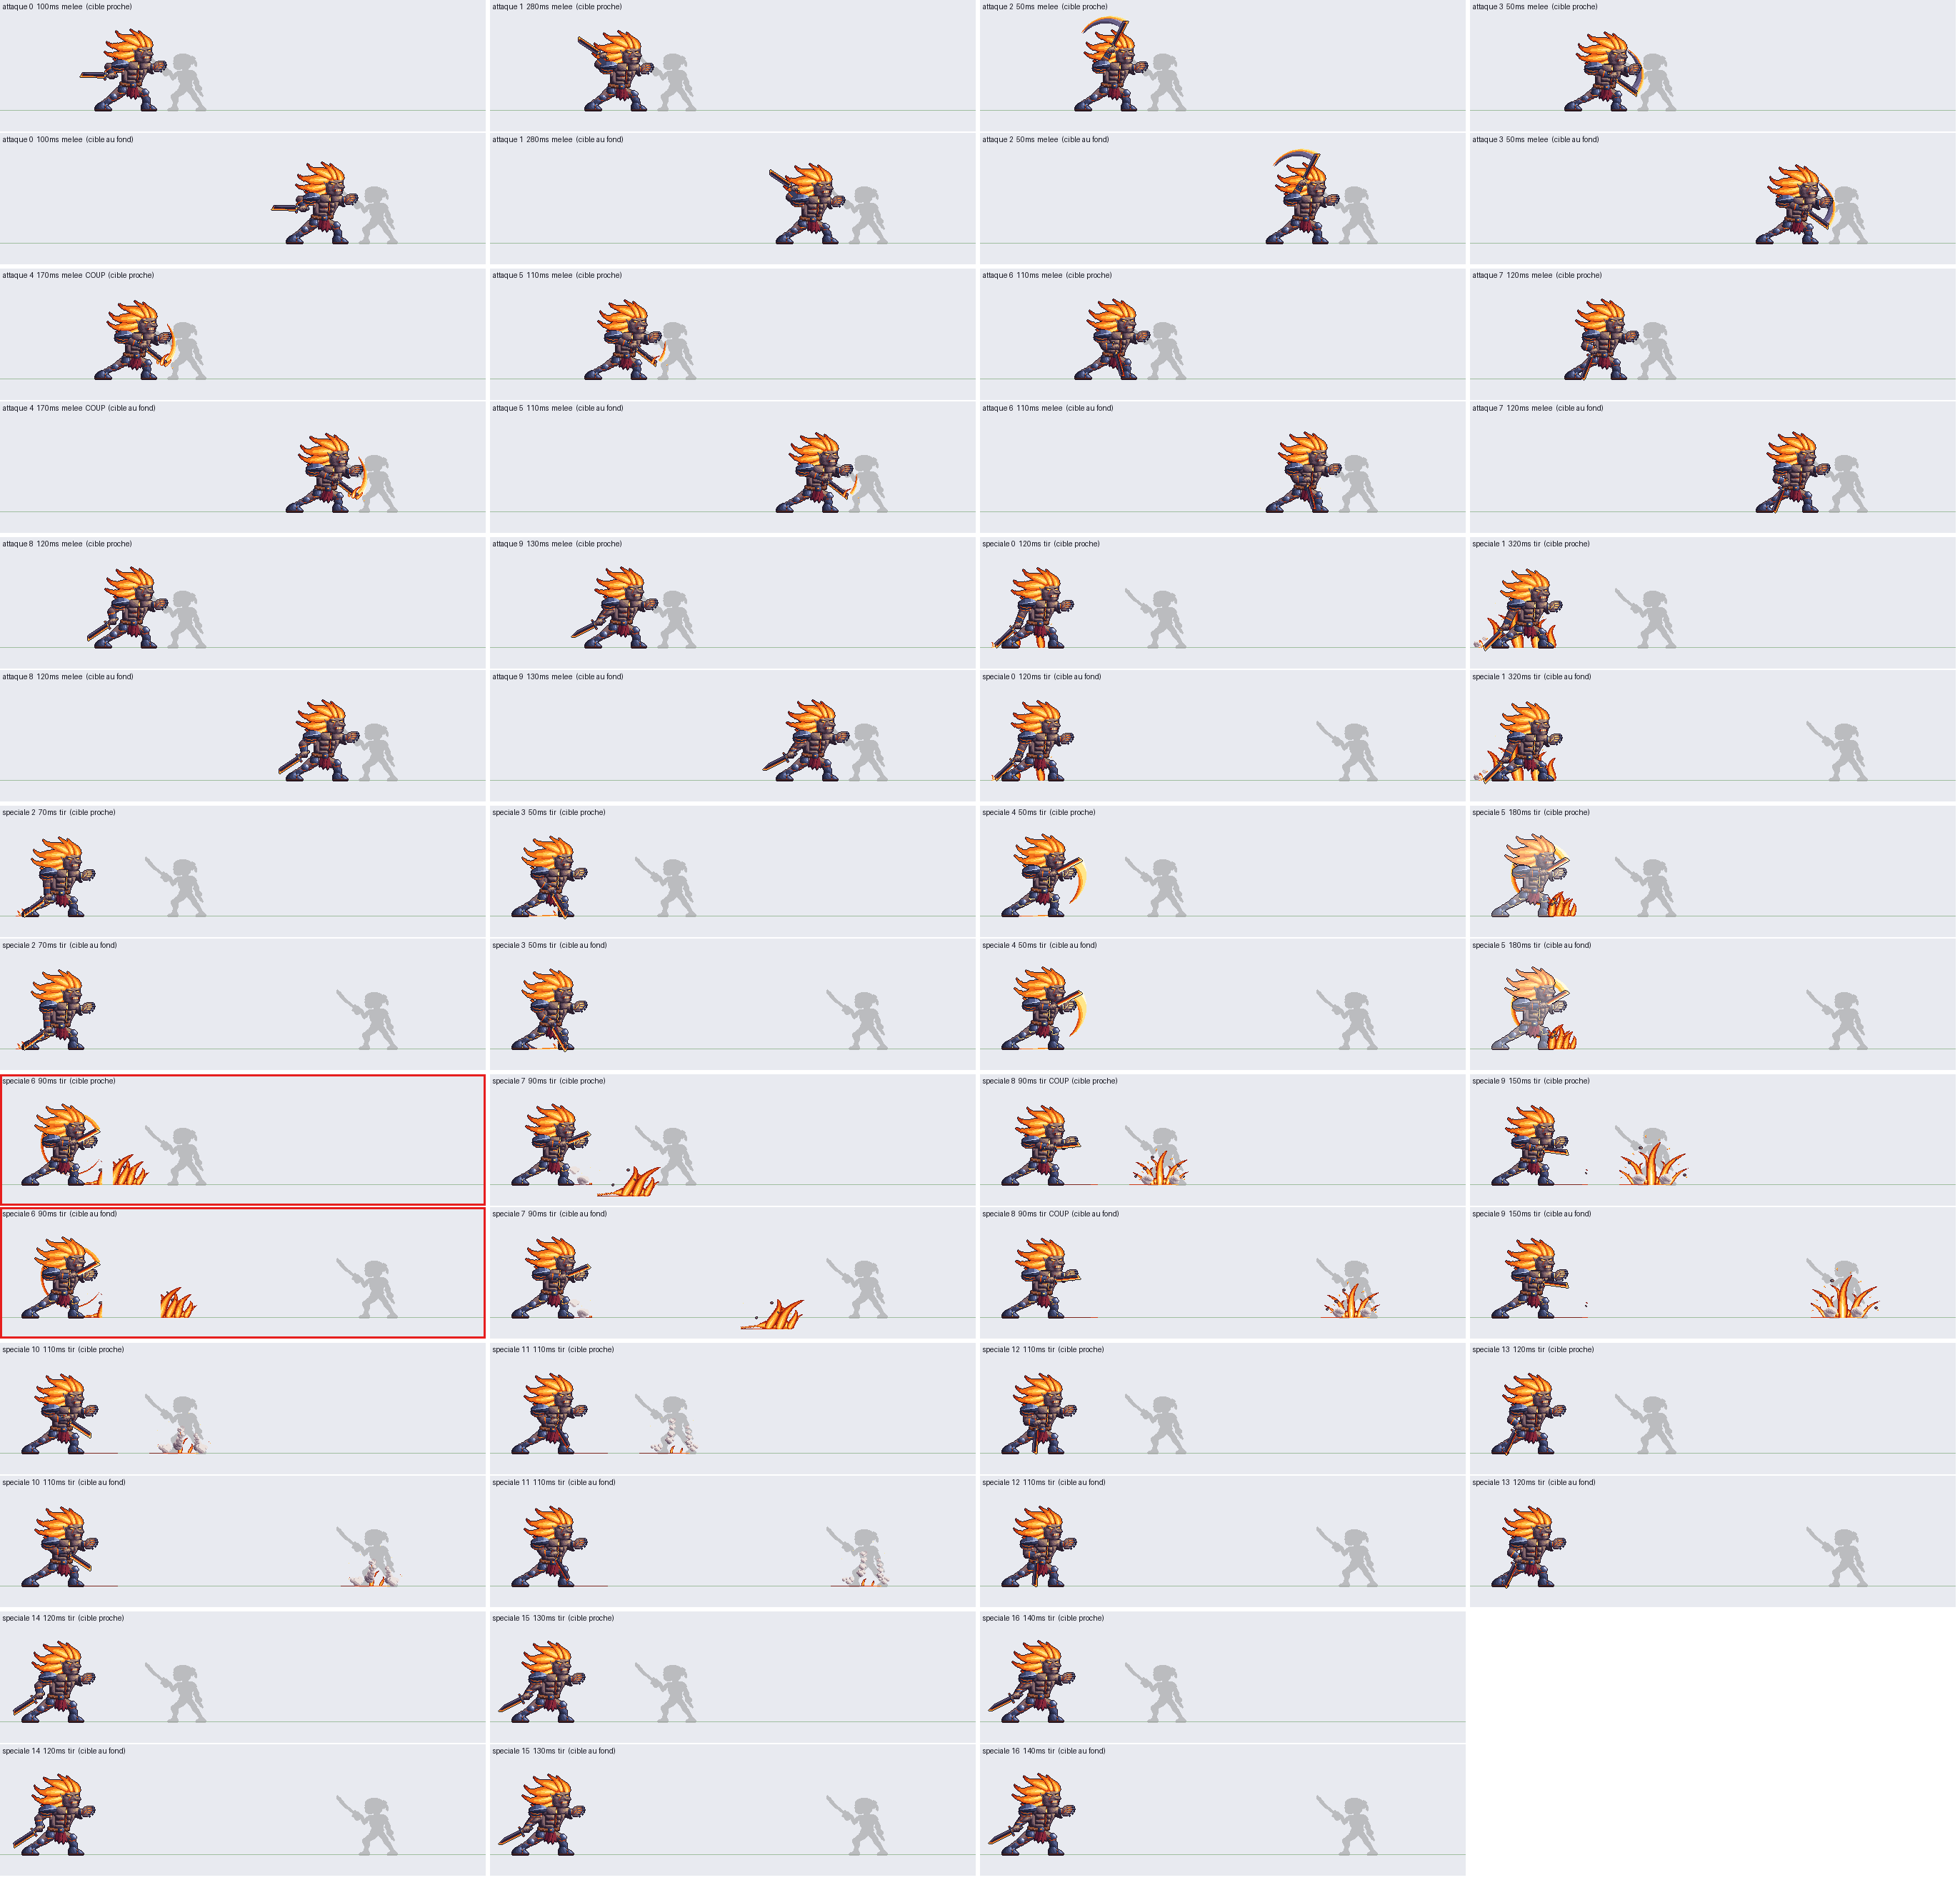 attaque 0 100ms melee (cible proche)
attaque 1 280ms melee (cible proche)
attaque 2 50ms melee (cible proche)
attaque 3 50ms melee (cible proche)
attaque 0 100ms melee (cible au fond)
attaque 1 280ms melee (cible au fond)
attaque 2 50ms melee (cible au fond)
attaque 3 50ms melee (cible au fond)
attaque 4 170ms melee COUP (cible proche)
attaque 5 110ms melee (cible proche)
attaque 6 110ms melee (cible proche)
attaque 7 120ms melee (cible proche)
attaque 4 170ms melee COUP (cible au fond)
attaque 5 110ms melee (cible au fond)
attaque 6 110ms melee (cible au fond)
attaque 7 120ms melee (cible au fond)
attaque 8 120ms melee (cible proche)
attaque 9 130ms melee (cible proche)
speciale 0 120ms tir (cible proche)
speciale 1 320ms tir (cible proche)
attaque 8 120ms melee (cible au fond)
attaque 9 130ms melee (cible au fond)
speciale 0 120ms tir (cible au fond)
speciale 1 320ms tir (cible au fond)
speciale 2 70ms tir (cible proche)
speciale 3 50ms tir (cible proche)
speciale 4 50ms tir (cible proche)
speciale 5 180ms tir (cible proche)
speciale 2 70ms tir (cible au fond)
speciale 3 50ms tir (cible au fond)
speciale 4 50ms tir (cible au fond)
speciale 5 180ms tir (cible au fond)
speciale 6 90ms tir (cible proche)
speciale 7 90ms tir (cible proche)
speciale 8 90ms tir COUP (cible proche)
speciale 9 150ms tir (cible proche)
speciale 6 90ms tir (cible au fond)
speciale 7 90ms tir (cible au fond)
speciale 8 90ms tir COUP (cible au fond)
speciale 9 150ms tir (cible au fond)
speciale 10 110ms tir (cible proche)
speciale 11 110ms tir (cible proche)
speciale 12 110ms tir (cible proche)
speciale 13 120ms tir (cible proche)
speciale 10 110ms tir (cible au fond)
speciale 11 110ms tir (cible au fond)
speciale 12 110ms tir (cible au fond)
speciale 13 120ms tir (cible au fond)
speciale 14 120ms tir (cible proche)
speciale 15 130ms tir (cible proche)
speciale 16 140ms tir (cible proche)
speciale 14 120ms tir (cible au fond)
speciale 15 130ms tir (cible au fond)
speciale 16 140ms tir (cible au fond)